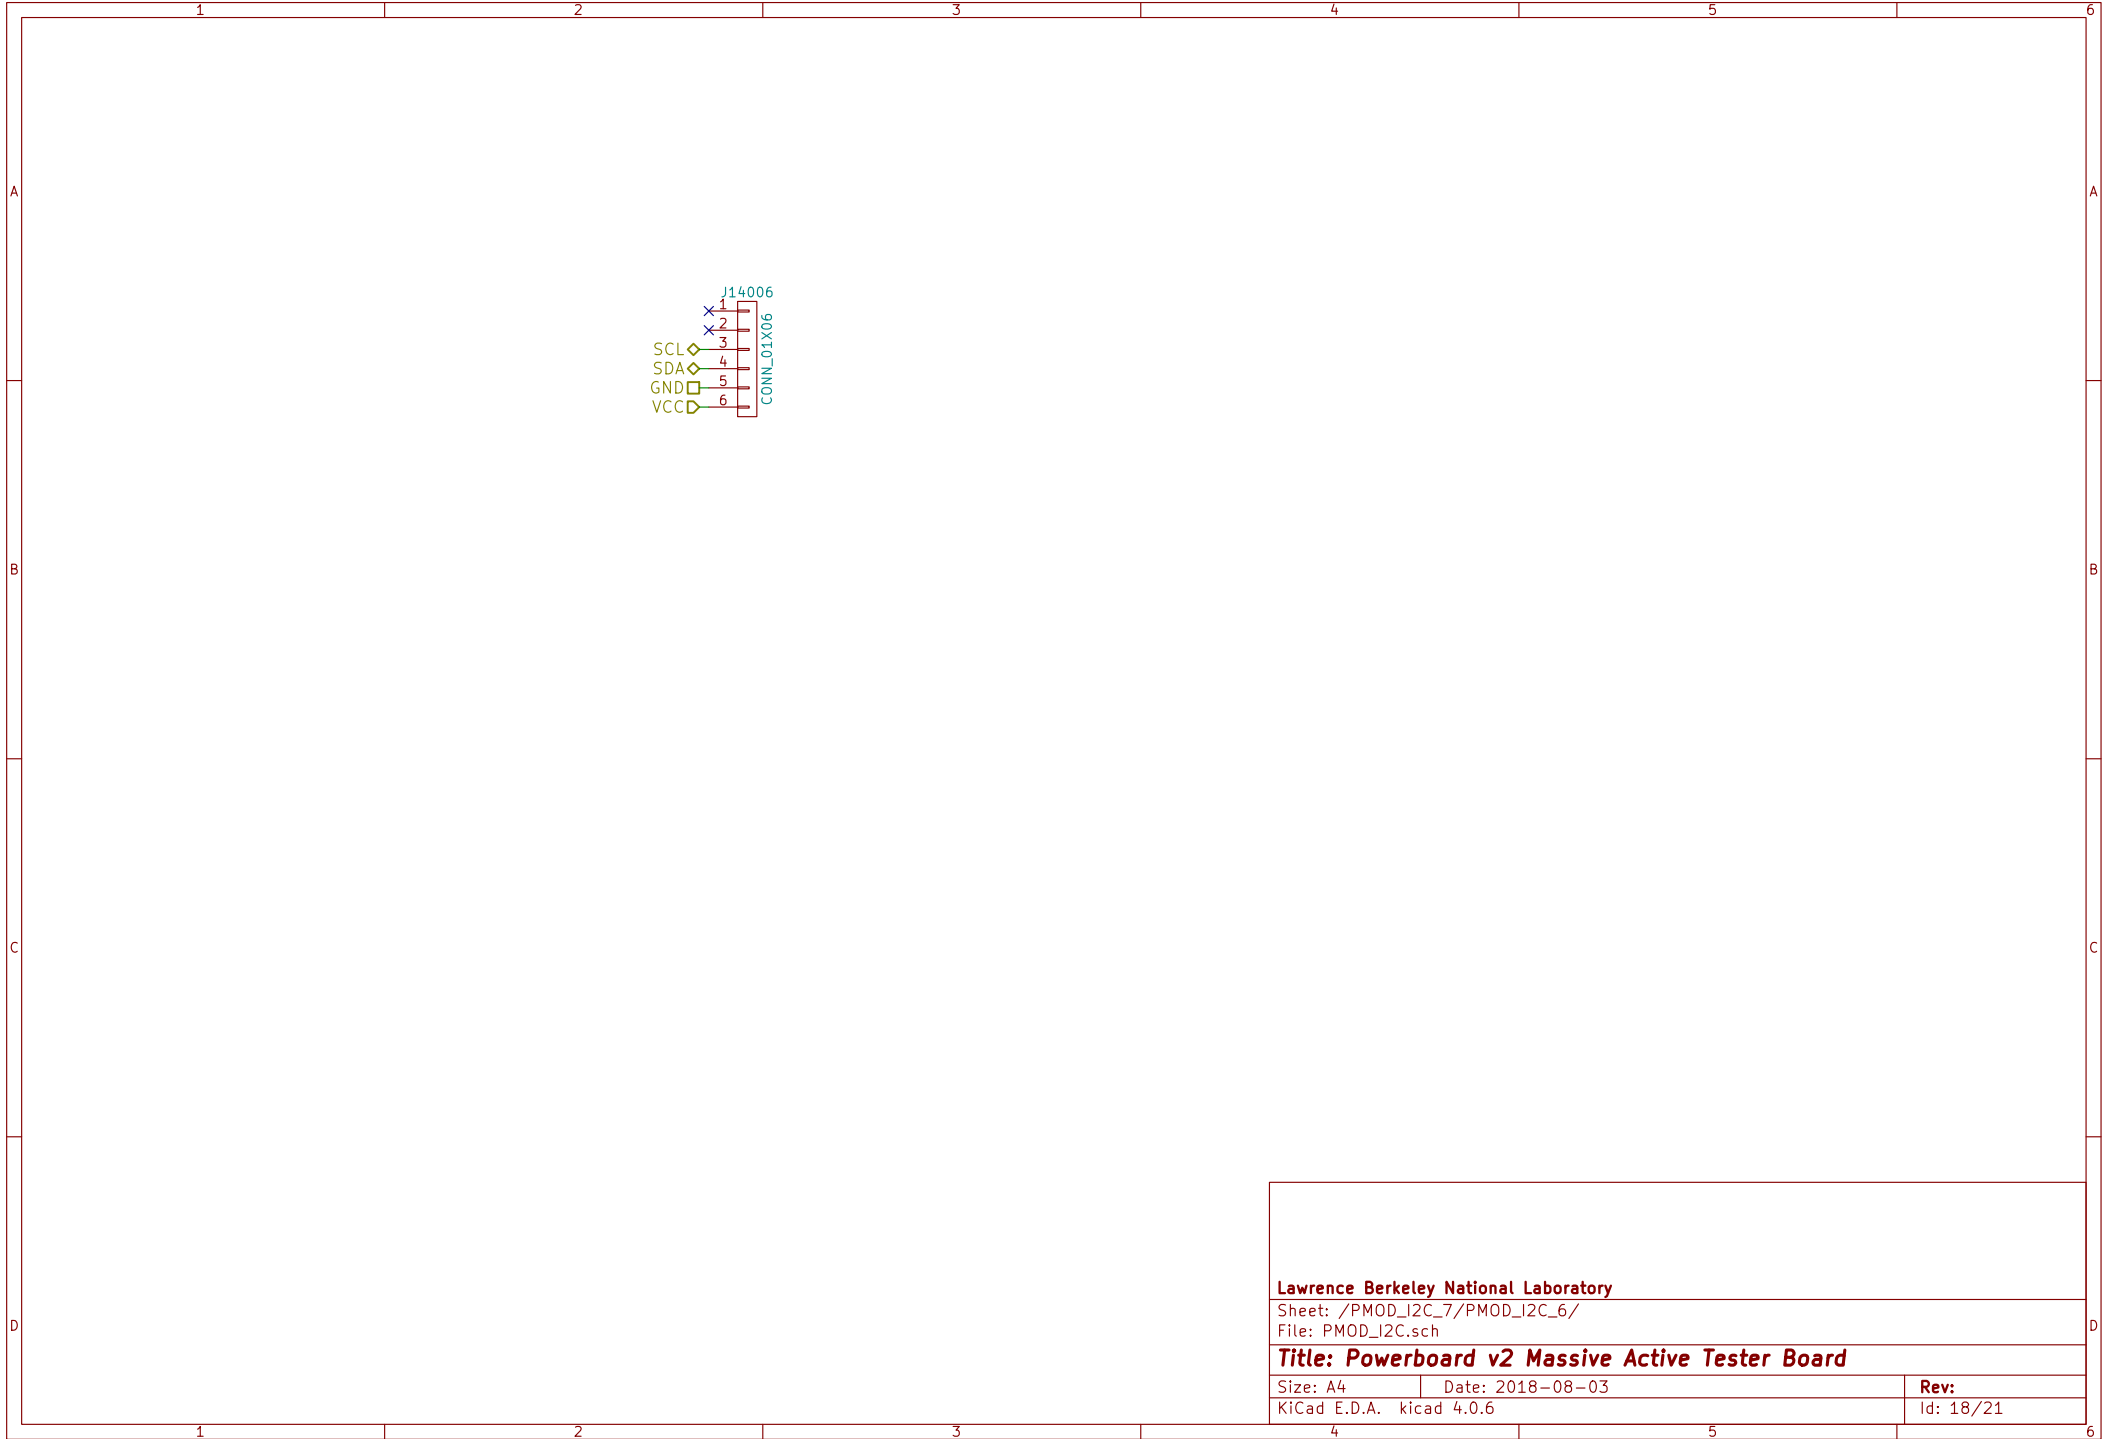 1 2 3 4 5 6
A A
J14006
1
2
CONN_01X06
SCL 3
SDA 4
GND 5
VCC 6
B B
C C
Lawrence Berkeley National Laboratory
Sheet: /PMOD_I2C_7/PMOD_I2C_6/
File: PMOD_I2C.sch
D D
Title: Powerboard v2 Massive Active Tester Board
Size: A4 Date: 2018-08-03 Rev:
KiCad E.D.A. kicad 4.0.6 Id: 18/21
1 2 3 4 5 6